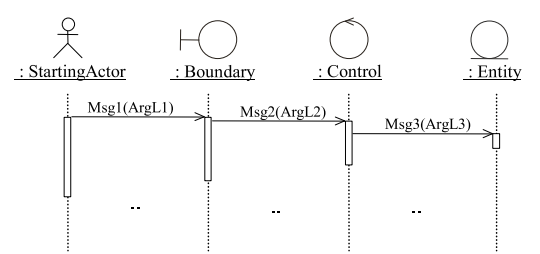 : StartingActor : Boundary : Control : Entity
Msg1(ArgL1)
Msg2(ArgL2)
Msg3(ArgL3)
--
--
--